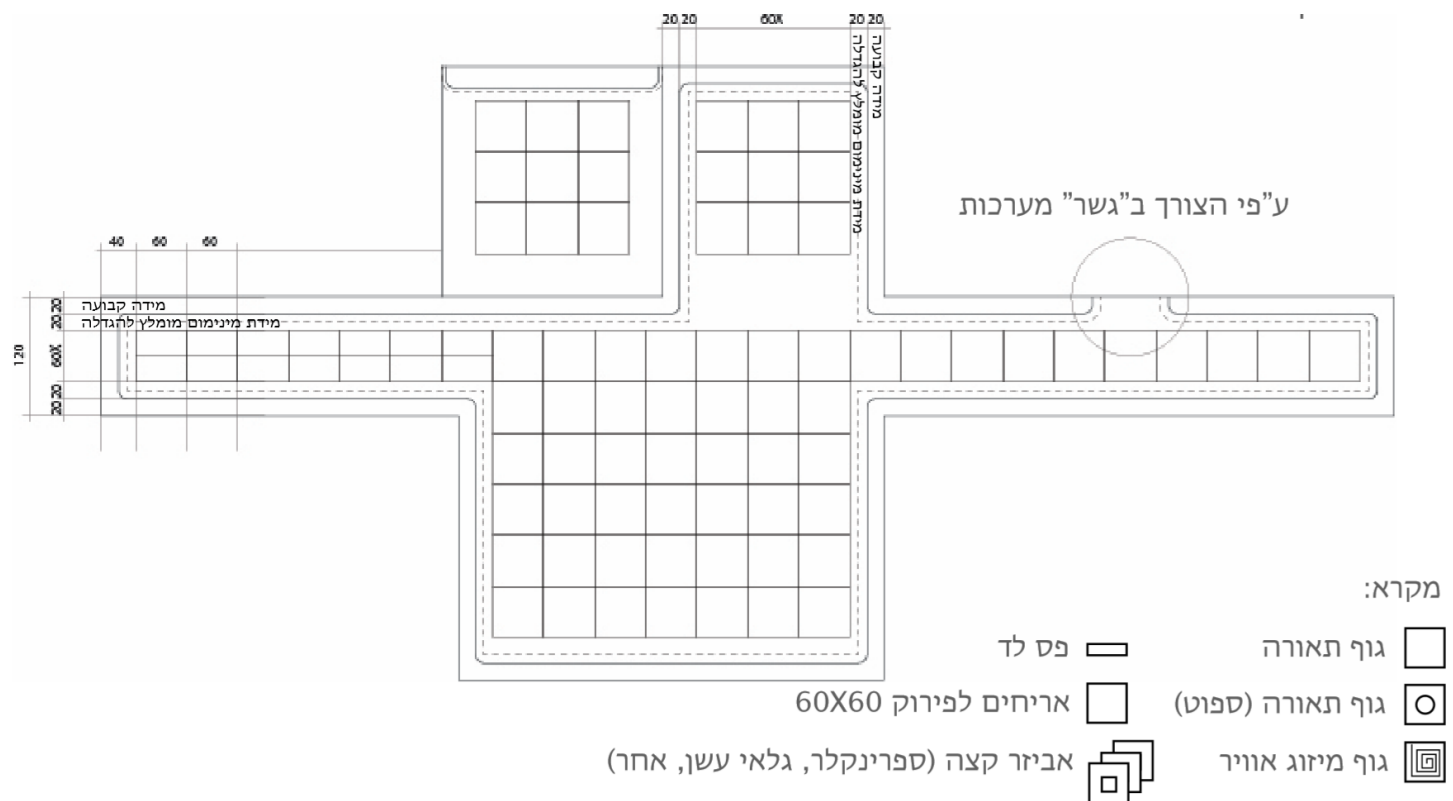 20 20 60X 20 20
מידה קבועה
מידת מינימום מומלץ להגדלה
ע"פי הצורך ב"גשר" מערכות
40 60 60
מידה קבועה
מידת מינימום מומלץ להגדלה
20 20 60X 20 20
120
מקרא:
גוף תאורה
פס לד
גוף תאורה (ספוט)
אריחים לפירוק 60X60
גוף מיזוג אוויר
אביזר קצה (ספרינקלר, גלאי עשן, אחר)